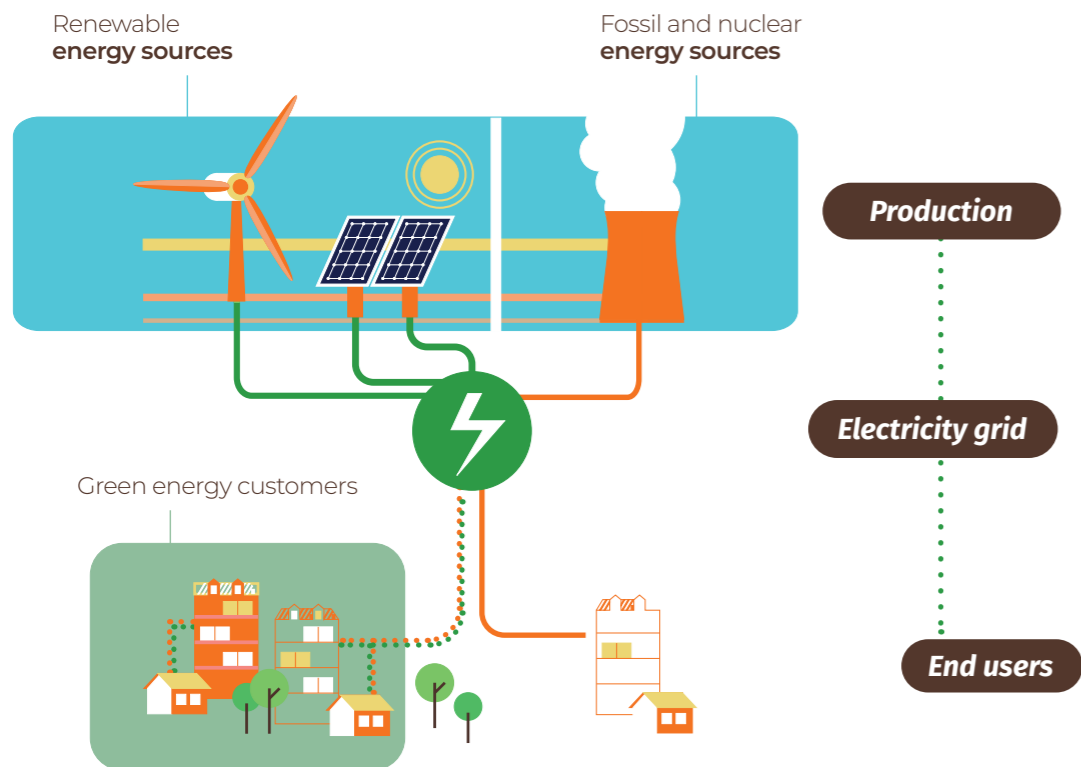 Renewable
energy sources
Fossil and nuclear
energy sources
Production
Electricity grid
Green energy customers
End users